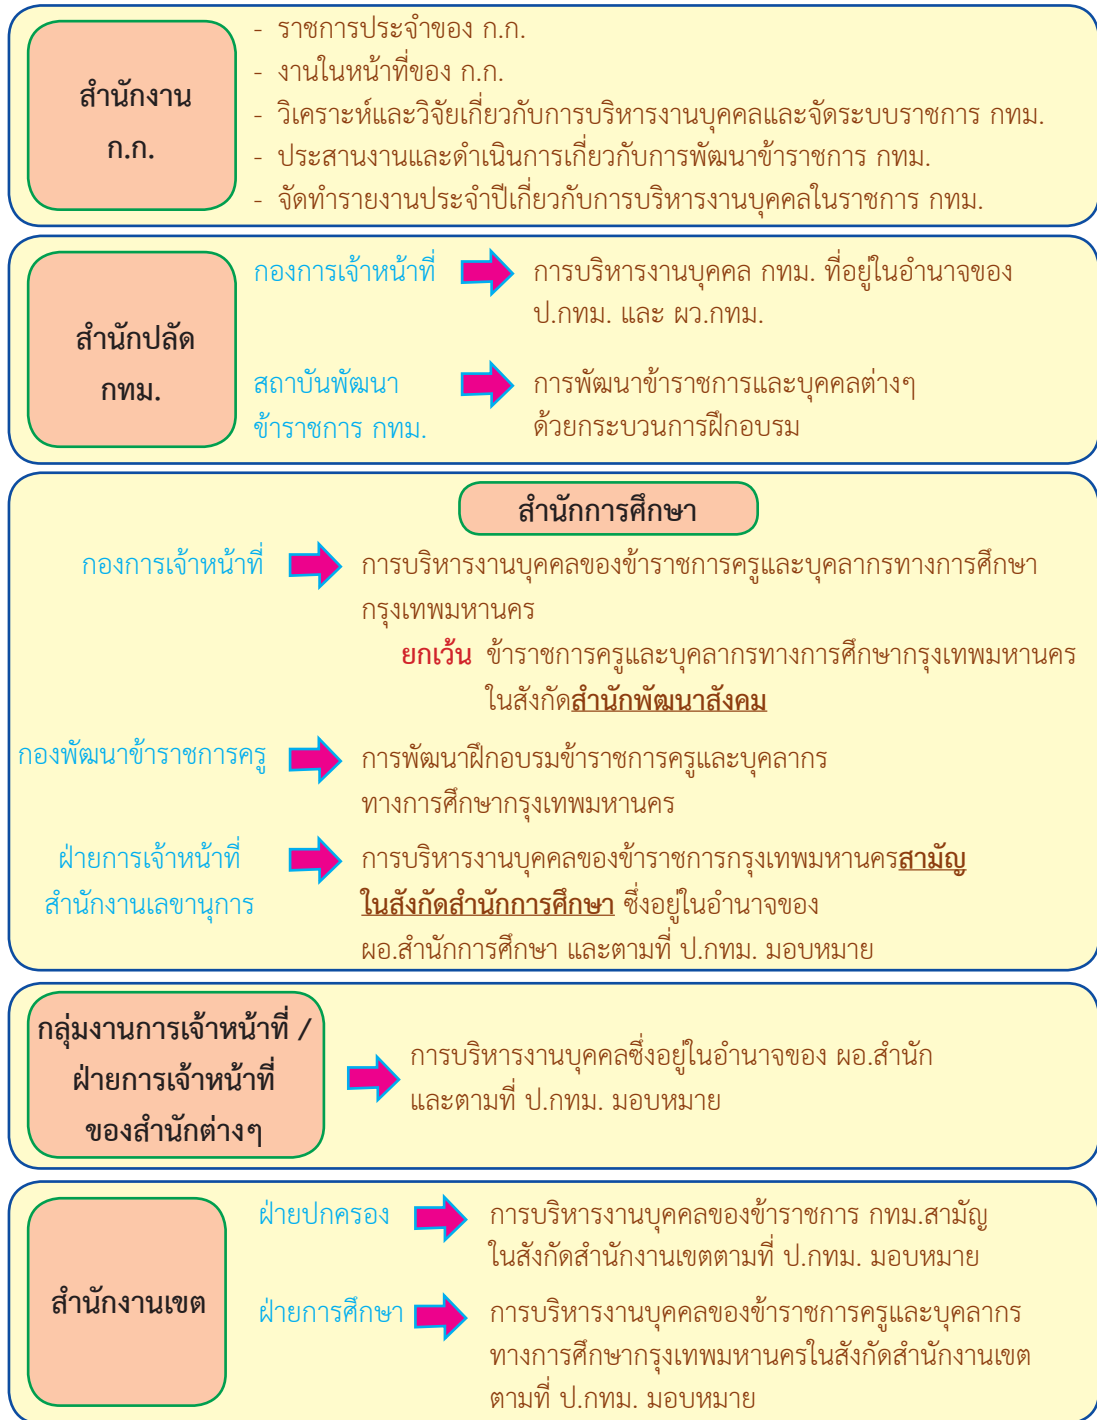 สำนักงาน
ก.ก.
- ราชการประจำของ ก.ก.
- งานในหน้าที่ของ ก.ก.
- วิเคราะห์และวิจัยเกี่ยวกับการบริหารงานบุคคลและจัดระบบราชการ กทม.
- ประสานงานและดำเนินการเกี่ยวกับการพัฒนาข้าราชการ กทม.
- จัดทำรายงานประจำปีเกี่ยวกับการบริหารงานบุคคลในราชการ กทม.
สำนักปลัด
กทม.
กองการเจ้าหน้าที่
การบริหารงานบุคคล กทม. ที่อยู่ในอำนาจของ
ป.กทม. และ ผว.กทม.
สถาบันพัฒนา
ข้าราชการ กทม.
การพัฒนาข้าราชการและบุคคลต่างๆ
ด้วยกระบวนการฝึกอบรม
สำนักการศึกษา
กองการเจ้าหน้าที่
การบริหารงานบุคคลของข้าราชการครูและบุคลากรทางการศึกษา
กรุงเทพมหานคร
ยกเว้น ข้าราชการครูและบุคลากรทางการศึกษากรุงเทพมหานคร
ในสังกัดสำนักพัฒนาสังคม
กองพัฒนาข้าราชการครู
การพัฒนาฝึกอบรมข้าราชการครูและบุคลากร
ทางการศึกษากรุงเทพมหานคร
ฝ่ายการเจ้าหน้าที่
สำนักงานเลขานุการ
การบริหารงานบุคคลของข้าราชการกรุงเทพมหานครสามัญ
ในสังกัดสำนักการศึกษา ซึ่งอยู่ในอำนาจของ
ผอ.สำนักการศึกษา และตามที่ ป.กทม. มอบหมาย
กลุ่มงานการเจ้าหน้าที่ /
ฝ่ายการเจ้าหน้าที่
ของสำนักต่างๆ
การบริหารงานบุคคลซึ่งอยู่ในอำนาจของ ผอ.สำนัก
และตามที่ ป.กทม. มอบหมาย
สำนักงานเขต
ฝ่ายปกครอง
การบริหารงานบุคคลของข้าราชการ กทม.สามัญ
ในสังกัดสำนักงานเขตตามที่ ป.กทม. มอบหมาย
ฝ่ายการศึกษา
การบริหารงานบุคคลของข้าราชการครูและบุคลากร
ทางการศึกษากรุงเทพมหานครในสังกัดสำนักงานเขต
ตามที่ ป.กทม. มอบหมาย